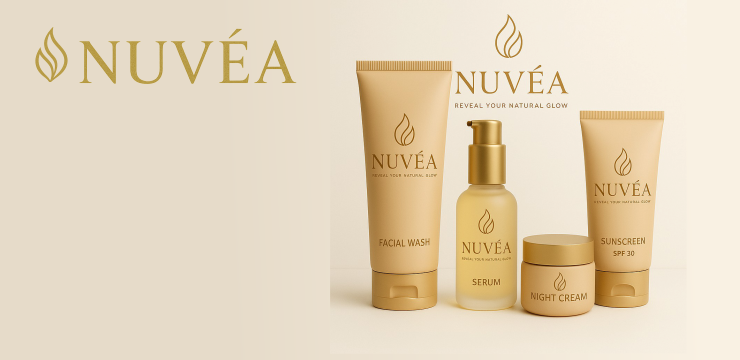 NUVÉA
NUVÉA
REVEAL YOUR NATURAL GLOW
NUVÉA
REVEAL YOUR NATURAL GLOW
FACIAL WASH
NUVÉA
REVEAL YOUR NATURAL GLOW
SERUM
NIGHT CREAM
NUVÉA
REVEAL YOUR NATURAL GLOW
SUNSCREEN
SPF 30